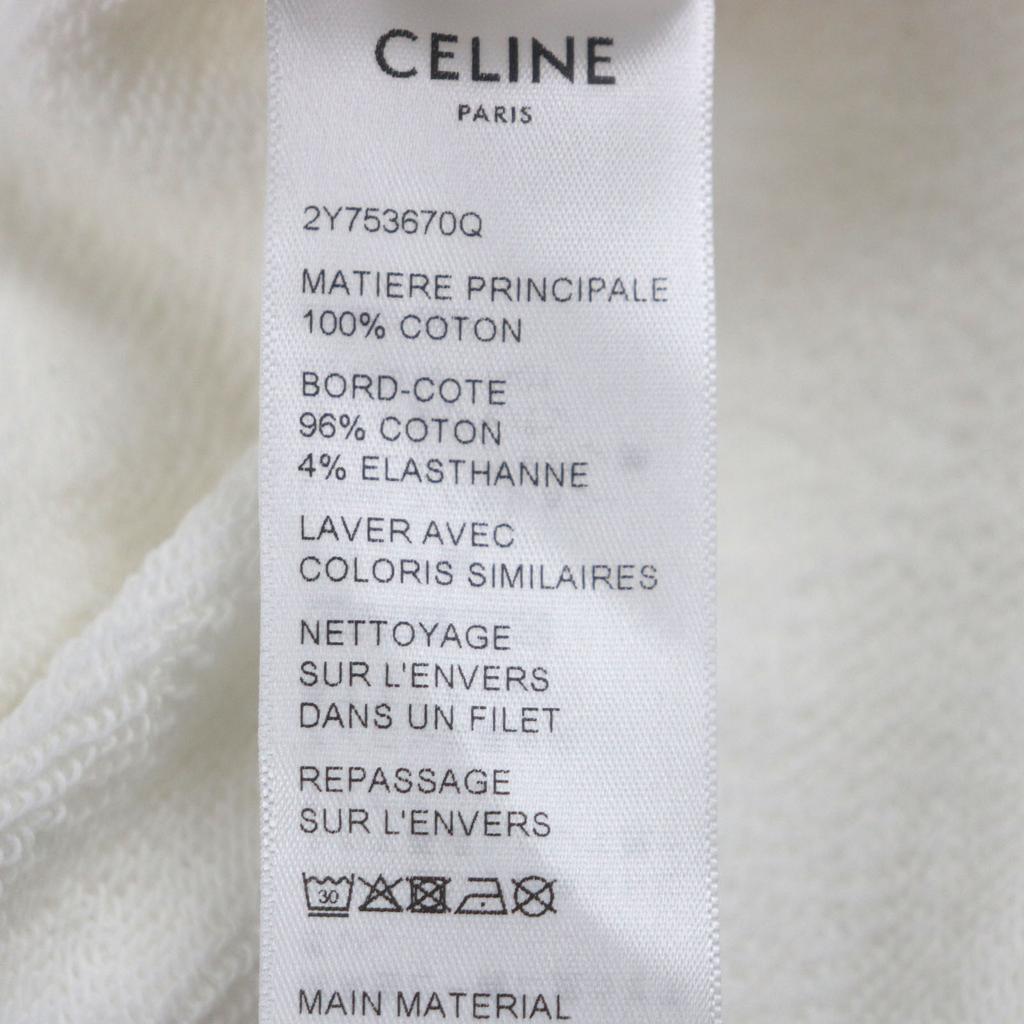 CELINE
PARIS
2Y753670Q
MATIERE PRINCIPALE
100% COTON
BORD-COTE
96% COTON
4% ELASTHANNE
LAVER AVEC
COLORIS SIMILAIRES
NETTOYAGE
SUR L'ENVERS
DANS UN FILET
REPASSAGE
SUR L'ENVERS
30
MAIN MATERIAL